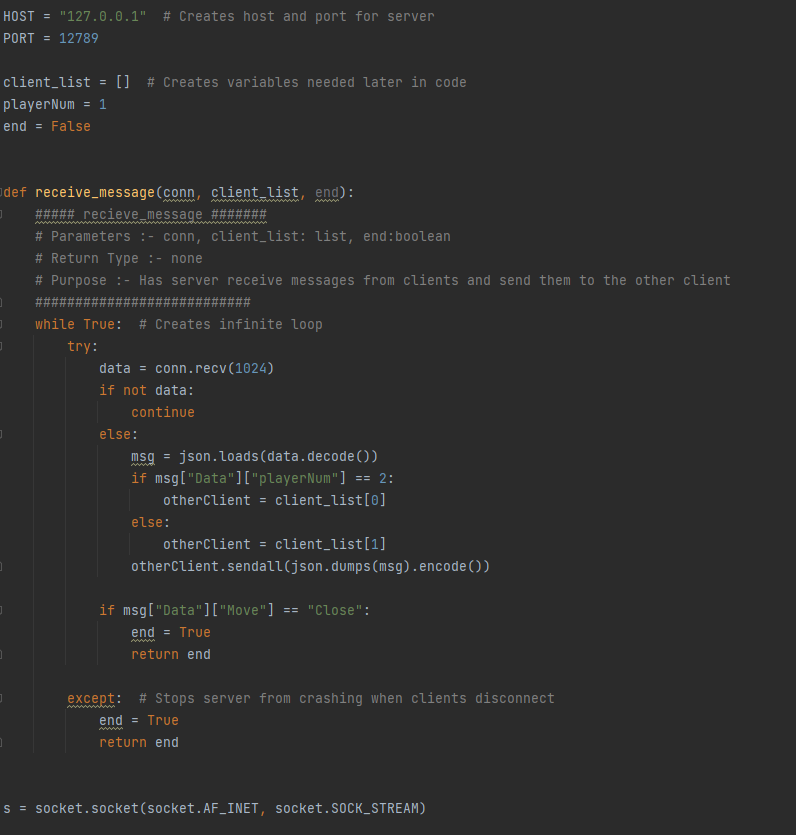 HOST = "127.0.0.1"  # Creates host and port for server
PORT = 12789

client_list = []  # Creates variables needed later in code
playerNum = 1
end = False


def receive_message(conn, client_list, end):
    ##### recieve_message #######
    # Parameters :- conn, client_list: list, end:boolean
    # Return Type :- none
    # Purpose :- Has server receive messages from clients and send them to the other client
    ###########################
    while True:  # Creates infinite loop
        try:
            data = conn.recv(1024)
            if not data:
                continue
            else:
                msg = json.loads(data.decode())
                if msg["Data"]["playerNum"] == 2:
                    otherClient = client_list[0]
                else:
                    otherClient = client_list[1]
                otherClient.sendall(json.dumps(msg).encode())

            if msg["Data"]["Move"] == "Close":
                end = True
                return end

        except:  # Stops server from crashing when clients disconnect
            end = True
            return end


s = socket.socket(socket.AF_INET, socket.SOCK_STREAM)